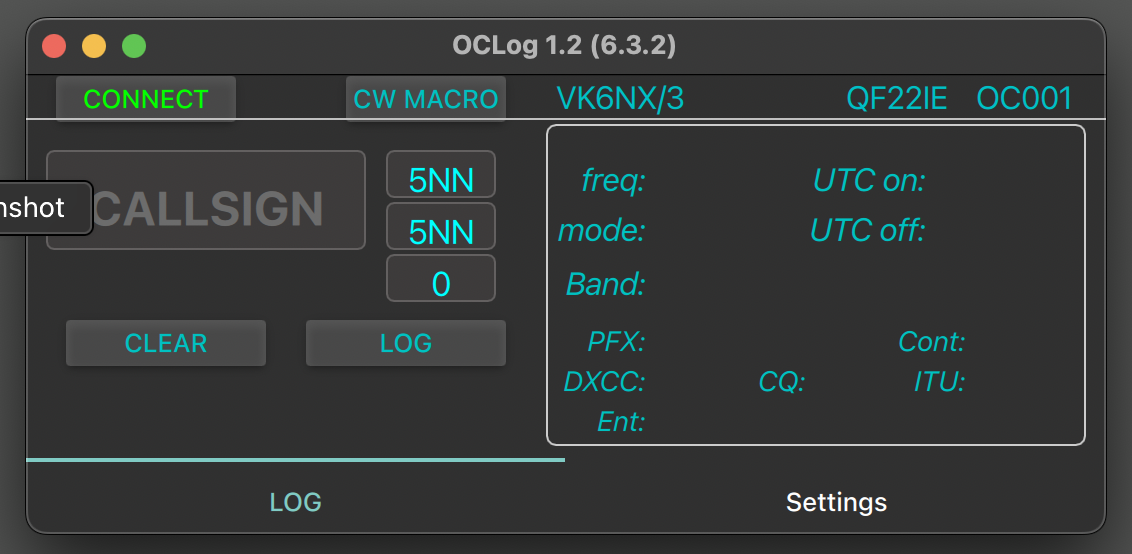 OCLog 1.2 (6.3.2)
CONNECT CW MACRO VK6NX/3 QF22IE OC001
nshot
CALLSIGN
5NN
5NN
0
CLEAR LOG
freq: UTC on:
mode: UTC off:
Band:
PFX: Cont:
DXCC: CQ: ITU:
Ent:
LOG Settings